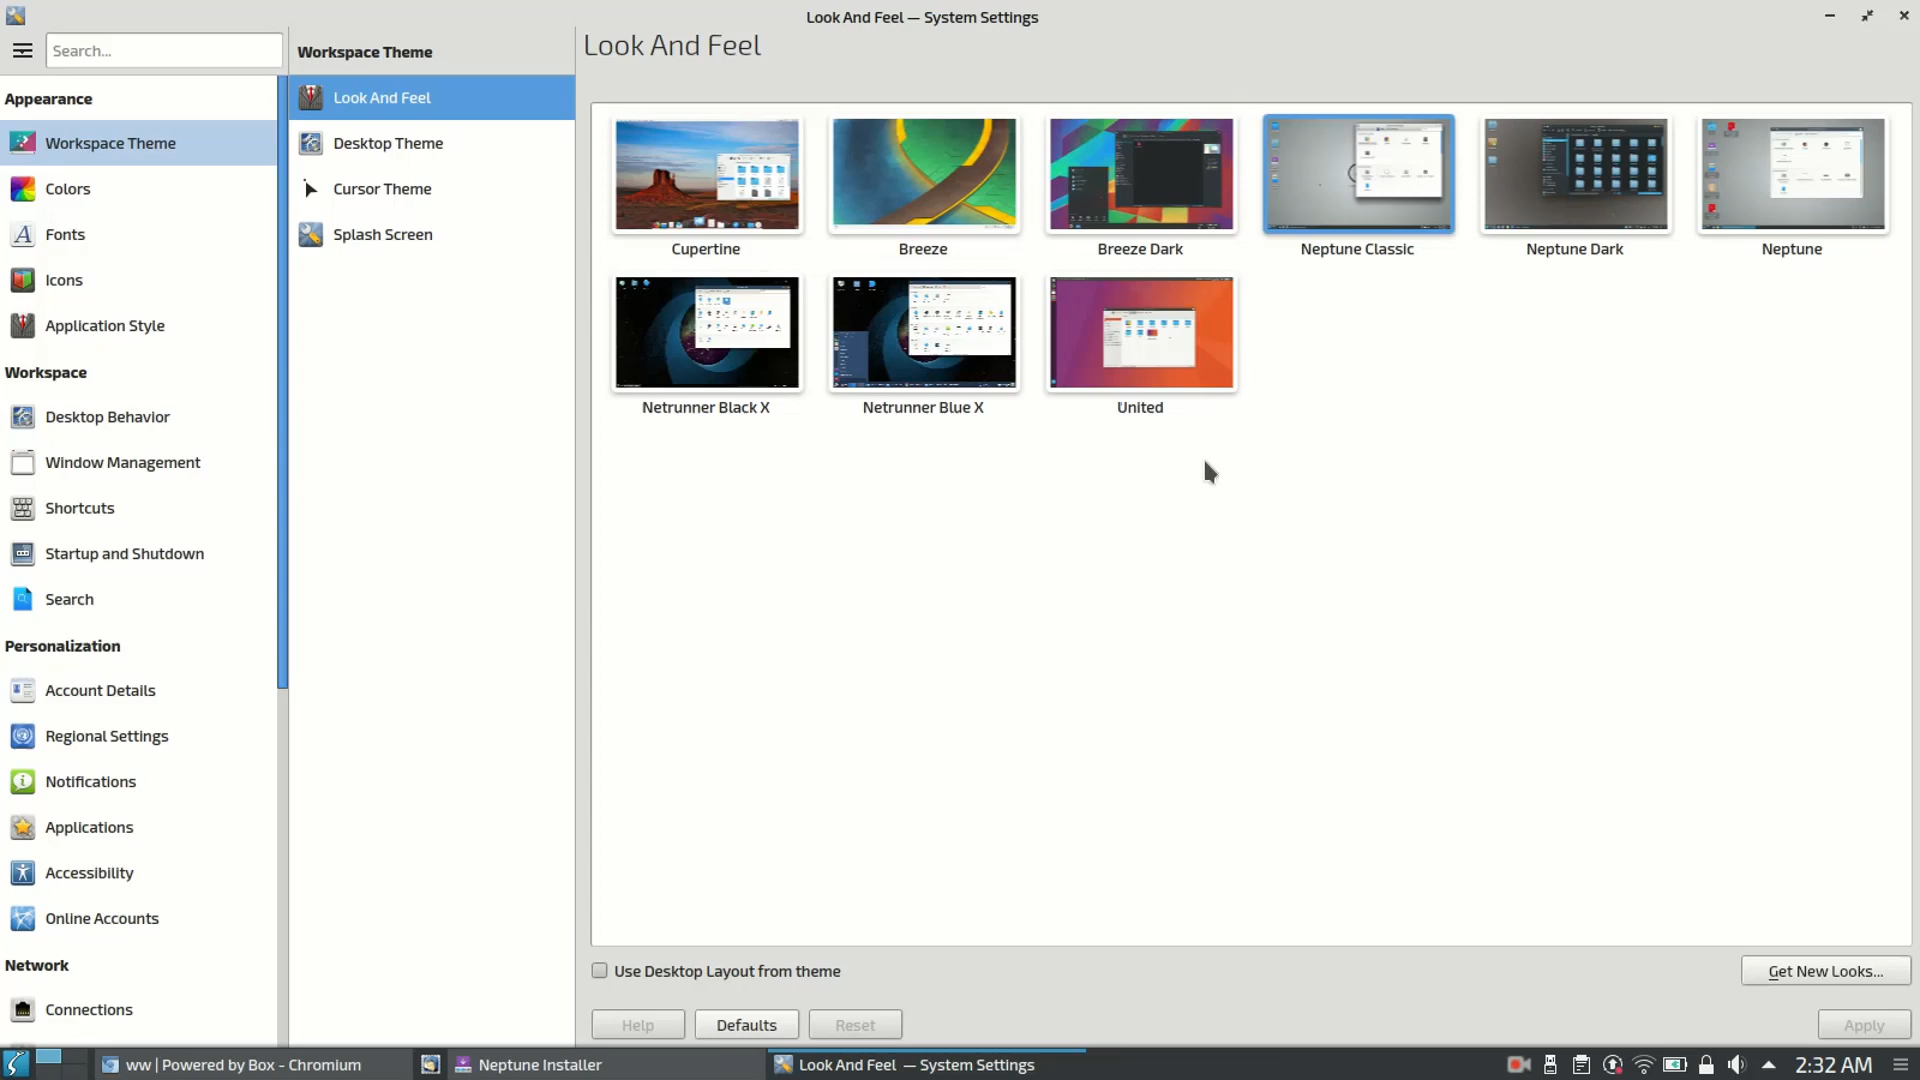 Look And Feel — System Settings
Search...
Appearance
Workspace Theme
Colors
Fonts
Icons
Application Style
Workspace
Desktop Behavior
Window Management
Shortcuts
Startup and Shutdown
Search
Personalization
Account Details
Regional Settings
Notifications
Applications
Accessibility
Online Accounts
Network
Connections
Workspace Theme
Look And Feel
Desktop Theme
Cursor Theme
Splash Screen
Look And Feel
Cupertine
Breeze
Breeze Dark
Neptune Classic
Neptune Dark
Neptune
Netrunner Black X
Netrunner Blue X
United
Use Desktop Layout from theme
Get New Looks...
Help
Defaults
Reset
Apply
ww | Powered by Box - Chromium
Neptune Installer
Look And Feel — System Settings
2:32 AM